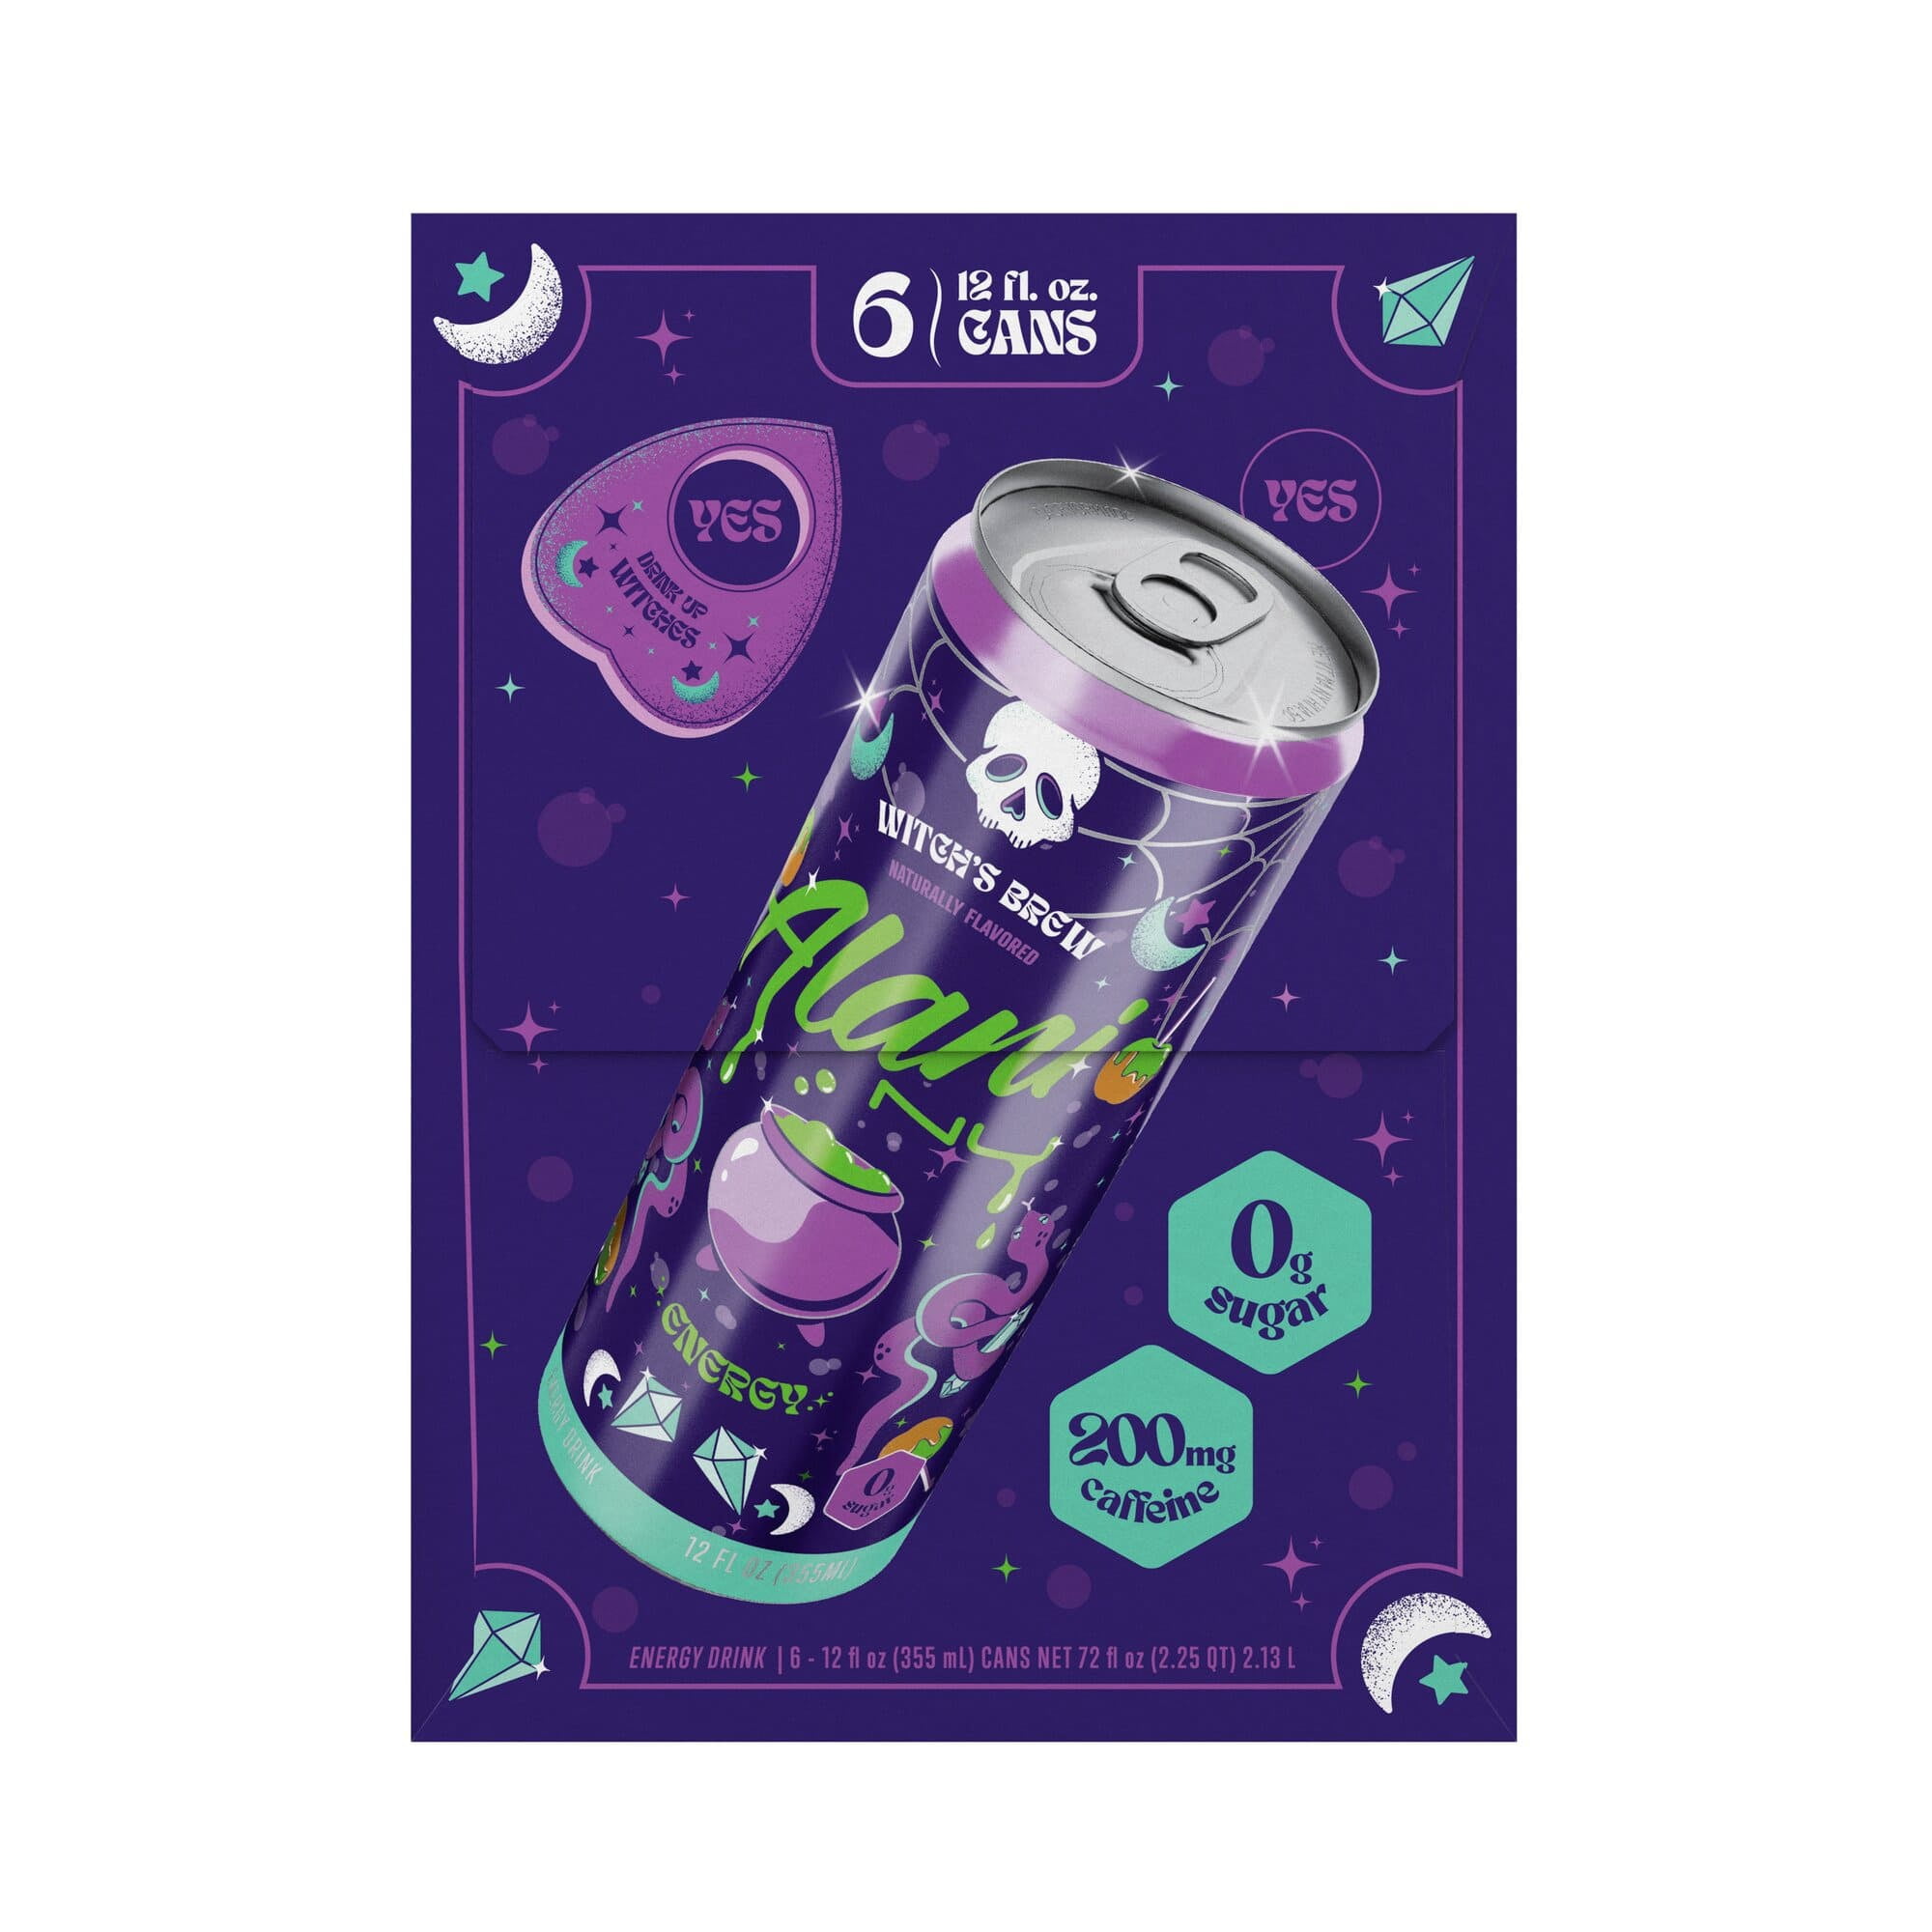 6
12 fl. oz.
CANS
YES
YES
DRINK UP
WITCHES
WITCH'S BREW
NATURALLY FLAVORED
Alani
NU
ENERGY
0g
sugar
ENERGY DRINK
12 FL OZ (355ML)
0g
sugar
200mg
caffeine
ENERGY DRINK | 6 - 12 fl oz (355 mL) CANS NET 72 fl oz (2.25 QT) 2.13 L